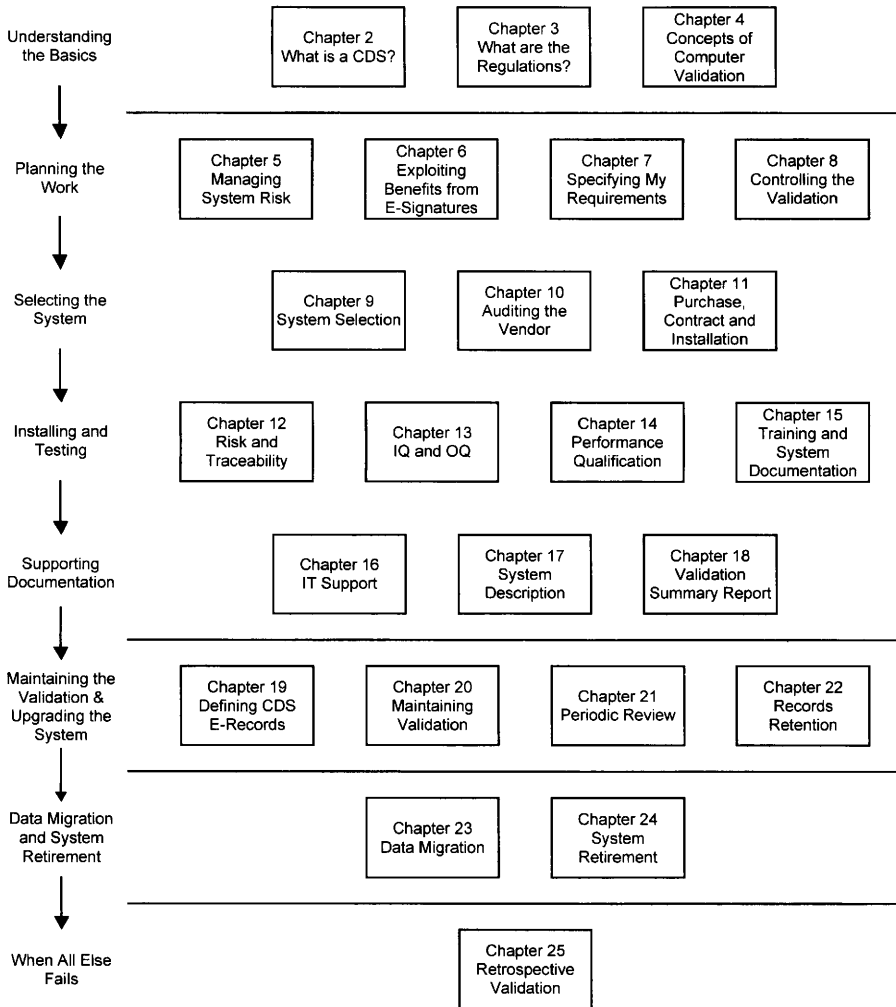 Understanding
the Basics
Chapter 2
What is a CDS?
Chapter 3
What are the
Regulations?
Chapter 4
Concepts of
Computer
Validation
Planning the
Work
Chapter 5
Managing
System Risk
Chapter 6
Exploiting
Benefits from
E-Signatures
Chapter 7
Specifying My
Requirements
Chapter 8
Controlling the
Validation
Selecting the
System
Chapter 9
System Selection
Chapter 10
Auditing the
Vendor
Chapter 11
Purchase,
Contract and
Installation
Installing and
Testing
Chapter 12
Risk and
Traceability
Chapter 13
IQ and OQ
Chapter 14
Performance
Qualification
Chapter 15
Training and
System
Documentation
Supporting
Documentation
Chapter 16
IT Support
Chapter 17
System
Description
Chapter 18
Validation
Summary Report
Maintaining the
Validation &
Upgrading the
System
Chapter 19
Defining CDS
E-Records
Chapter 20
Maintaining
Validation
Chapter 21
Periodic Review
Chapter 22
Records
Retention
Data Migration
and System
Retirement
Chapter 23
Data Migration
Chapter 24
System
Retirement
When All Else
Fails
Chapter 25
Retrospective
Validation